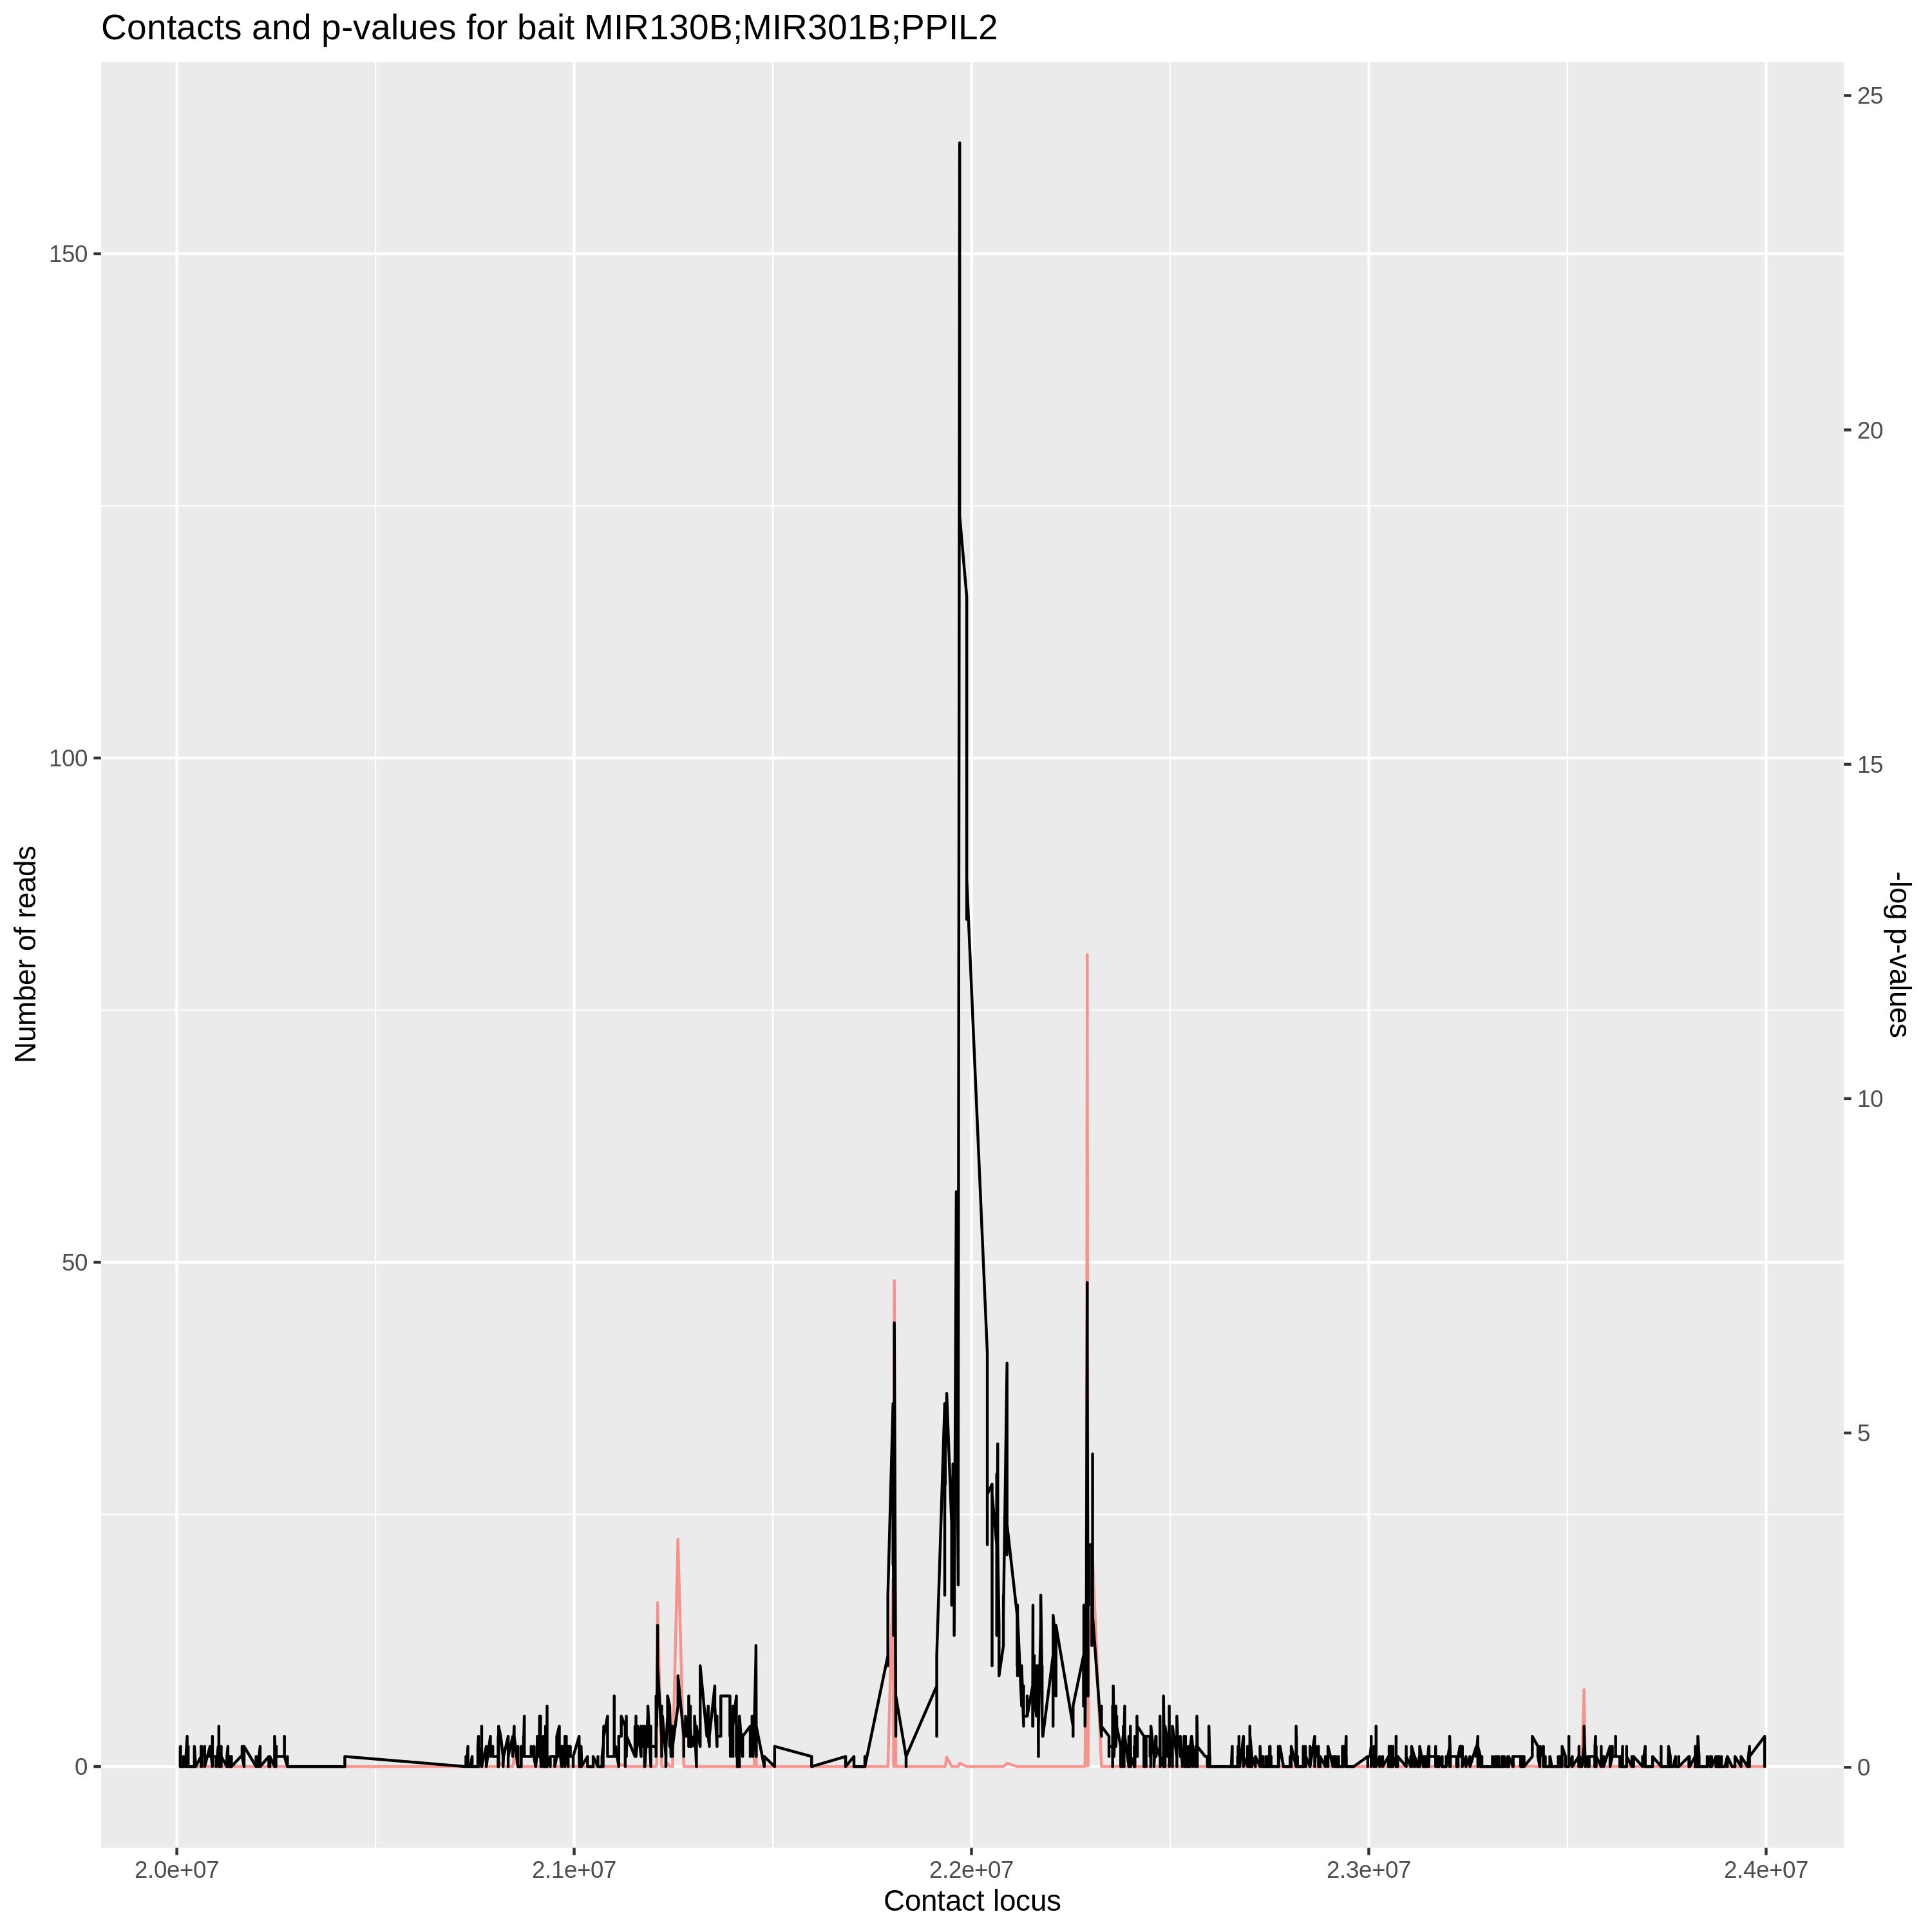 Contacts and p-values for bait MIR130B;MIR301B;PPIL2
Number of reads
150
100
50
0
25
20
15
10
5
0
-log p-values
2.0e+07
2.1e+07
2.2e+07
2.3e+07
2.4e+07
Contact locus